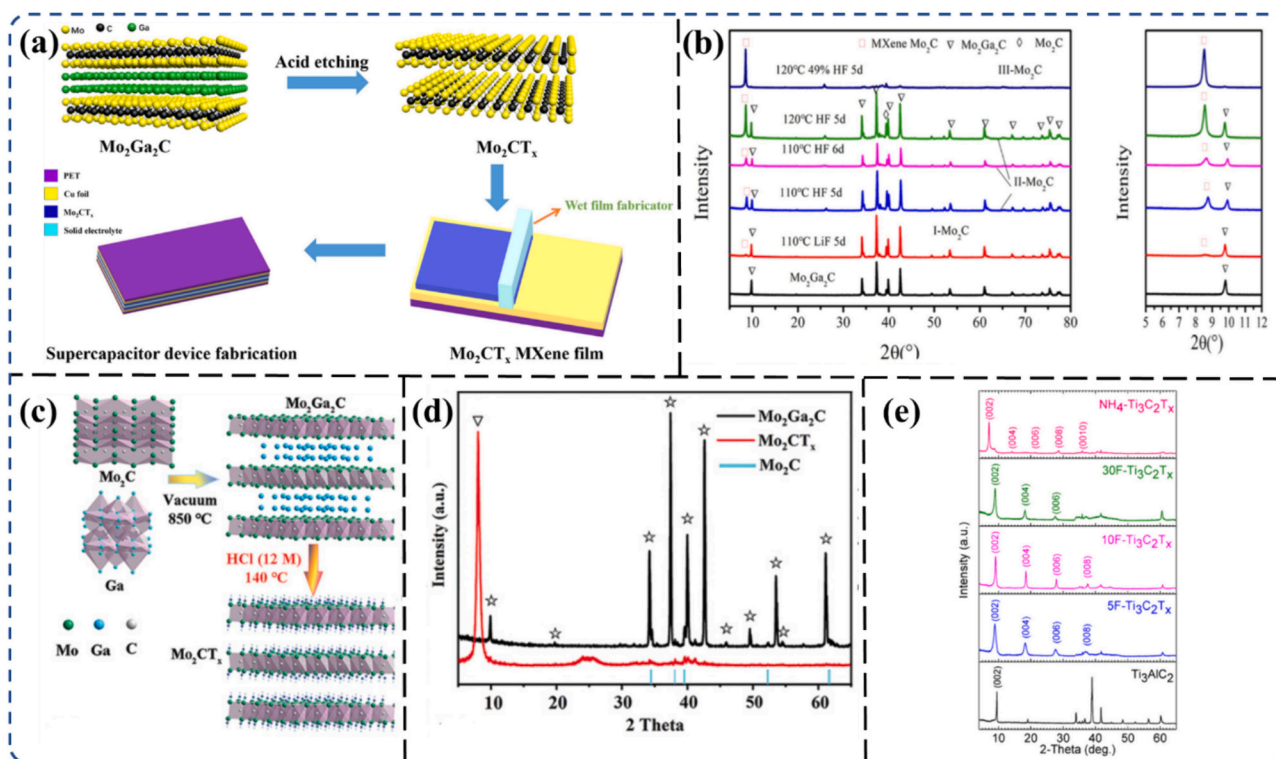 (a)
Mo C Ga
Acid etching
Mo₂Ga₂C
Mo₂CTₓ
PET
Cu foil
Mo₂CTₓ
Solid electrolyte
Wet film fabricator
Supercapacitor device fabrication
Mo₂CTₓ MXene film
(b)
□ MXene Mo₂C ▽ Mo₂Ga₂C ◊ Mo₂C
120℃ 49% HF 5d
III-Mo₂C
120℃ HF 5d
110℃ HF 6d
II-Mo₂C
110℃ HF 5d
I-Mo₂C
110℃ LiF 5d
Mo₂Ga₂C
Intensity
10 20 30 40 50 60 70 80
2θ(°)
Intensity
5 6 7 8 9 10 11 12
2θ(°)
(c)
Mo₂C
Ga
Vacuum
850 °C
Mo₂Ga₂C
HCl (12 M)
140 °C
Mo Ga C
Mo₂CTₓ
(d)
Mo₂Ga₂C
Mo₂CTₓ
Mo₂C
Intensity (a.u.)
10 20 30 40 50 60
2 Theta
(e)
NH₄-Ti₃C₂Tₓ
(002)
(004)
(006)
(008)
(0010)
30F-Ti₃C₂Tₓ
(002)
(004)
(006)
10F-Ti₃C₂Tₓ
(002)
(004)
(006)
(008)
5F-Ti₃C₂Tₓ
(002)
(004)
(006)
(008)
Ti₃AlC₂
(002)
Intensity (a.u.)
10 20 30 40 50 60
2-Theta (deg.)